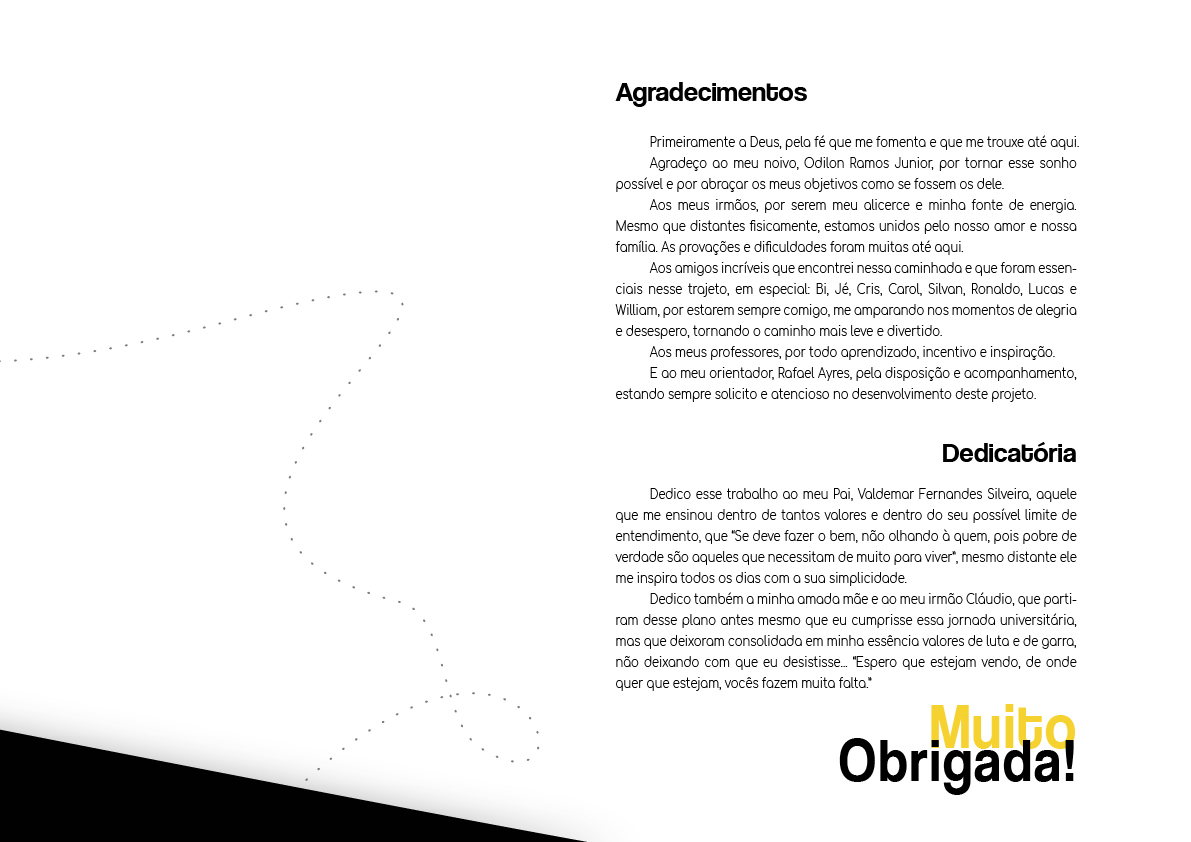 Agradecimentos
Primeiramente a Deus, pela fé que me fomenta e que me trouxe até aqui.
Agradeço ao meu noivo, Odilon Ramos Junior, por tornar esse sonho
possível e por abraçar os meus objetivos como se fossem os dele.
Aos meus irmãos, por serem meu alicerce e minha fonte de energia.
Mesmo que distantes fisicamente, estamos unidos pelo nosso amor e nossa
família. As provações e dificuldades foram muitas até aqui.
Aos amigos incríveis que encontrei nessa caminhada e que foram essen-
ciais nesse trajeto, em especial: Bi, Jé, Cris, Carol, Silvan, Ronaldo, Lucas e
William, por estarem sempre comigo, me amparando nos momentos de alegria
e desespero, tornando o caminho mais leve e divertido.
Aos meus professores, por todo aprendizado, incentivo e inspiração.
E ao meu orientador, Rafael Ayres, pela disposição e acompanhamento,
estando sempre solicito e atencioso no desenvolvimento deste projeto.
Dedicatória
Dedico esse trabalho ao meu Pai, Valdemar Fernandes Silveira, aquele
que me ensinou dentro de tantos valores e dentro do seu possível limite de
entendimento, que "Se deve fazer o bem, não olhando à quem, pois pobre de
verdade são aqueles que necessitam de muito para viver", mesmo distante ele
me inspira todos os dias com a sua simplicidade.
Dedico também a minha amada mãe e ao meu irmão Cláudio, que parti-
ram desse plano antes mesmo que eu cumprisse essa jornada universitária,
mas que deixoram consolidada em minha essência valores de luta e de garra,
não deixando com que eu desistisse... "Espero que estejam vendo, de onde
quer que estejam, vocês fazem muita falta."
Muito
Obrigada!